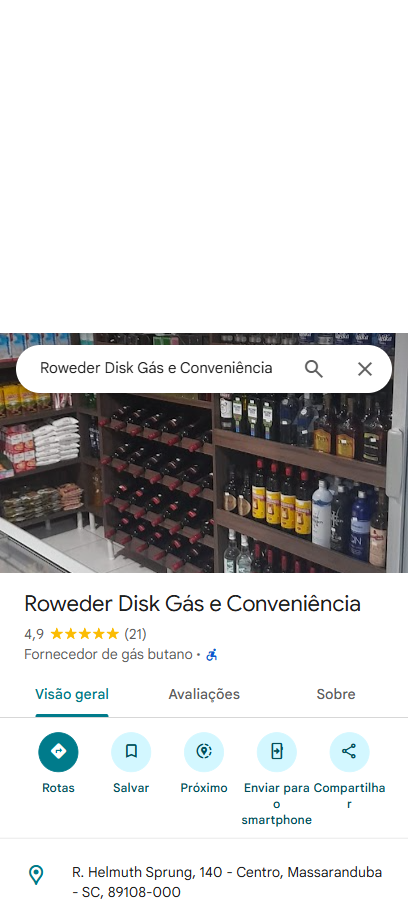 Roweder Disk Gás e Conveniência
Roweder Disk Gás e Conveniência
4,9 (21)
Fornecedor de gás butano ·
Visão geral Avaliações Sobre
Rotas Salvar Próximo Enviar para o smartphone Compartilhar
R. Helmuth Sprung, 140 - Centro, Massaranduba
- SC, 89108-000